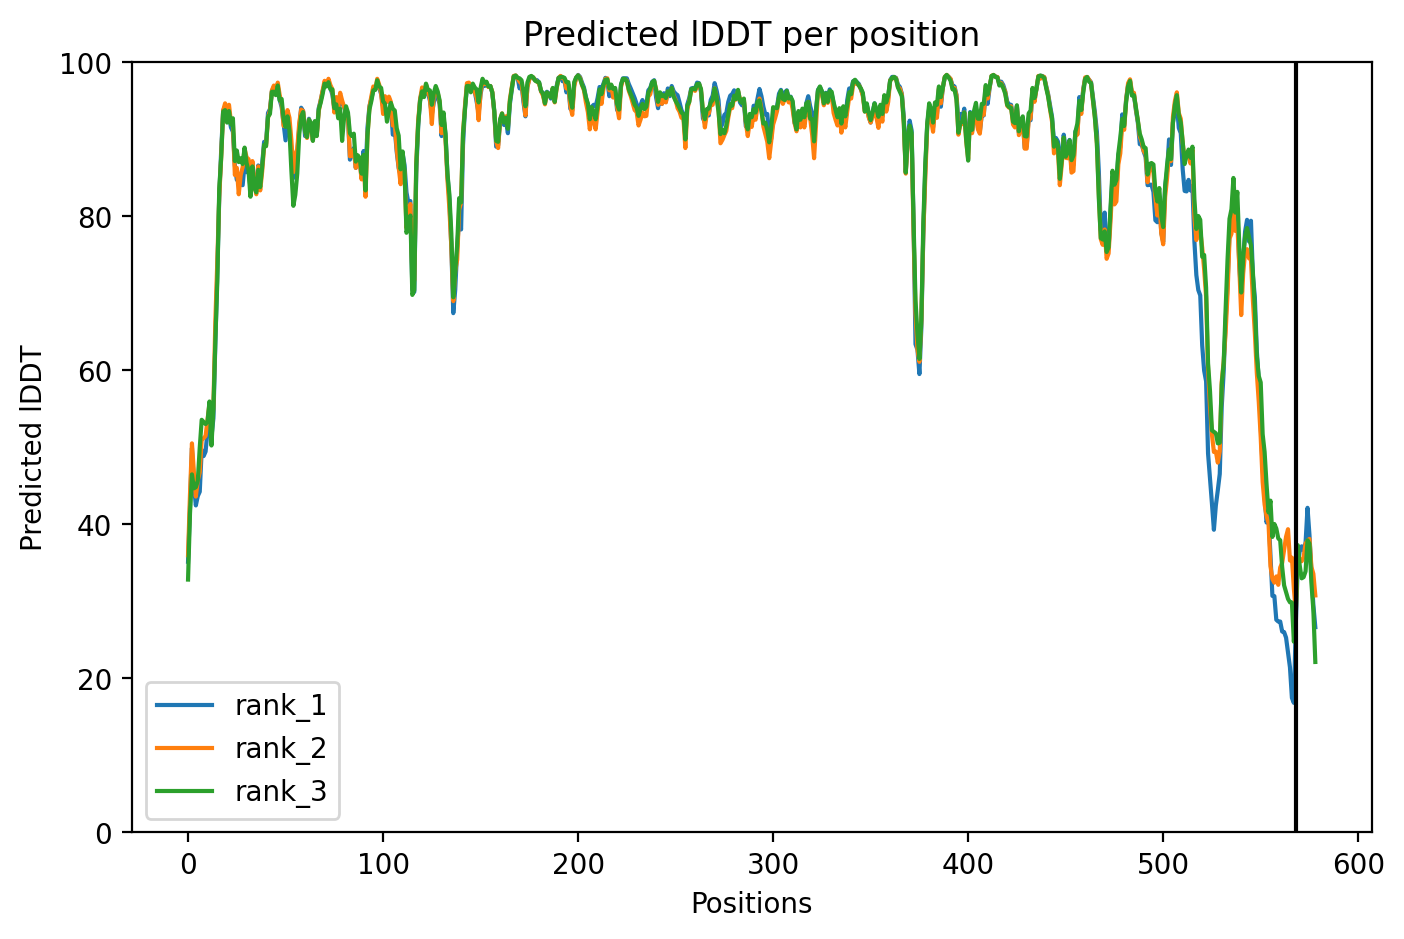 Predicted lDDT per position
100
80
60
40
20
0
Predicted lDDT
rank_1
rank_2
rank_3
0 100 200 300 400 500 600
Positions